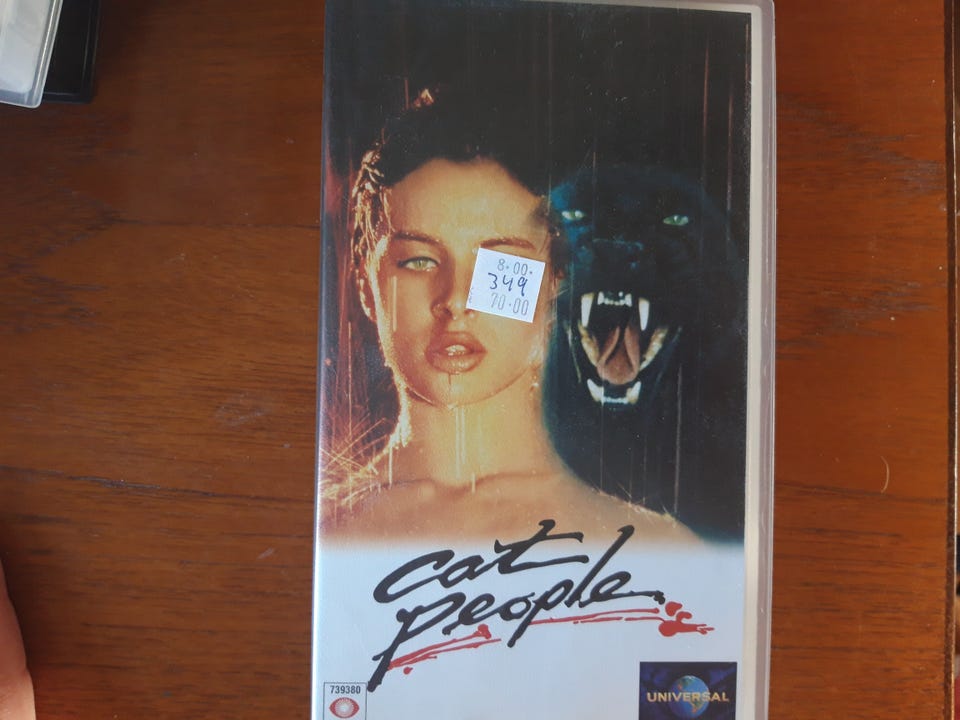 8.00.
349
70.00
cat
people
739380
UNIVERSAL